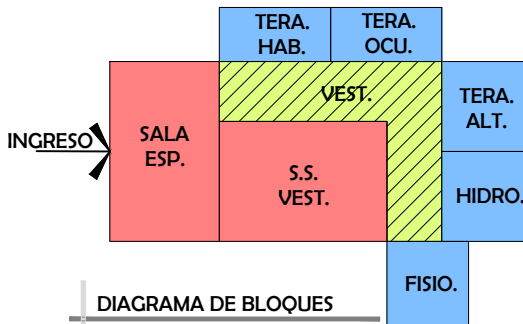 TERA.
HAB.
TERA.
OCU.
VEST.
TERA.
ALT.
INGRESO
SALA
ESP.
S.S.
VEST.
HIDRO.
FISIO.
DIAGRAMA DE BLOQUES